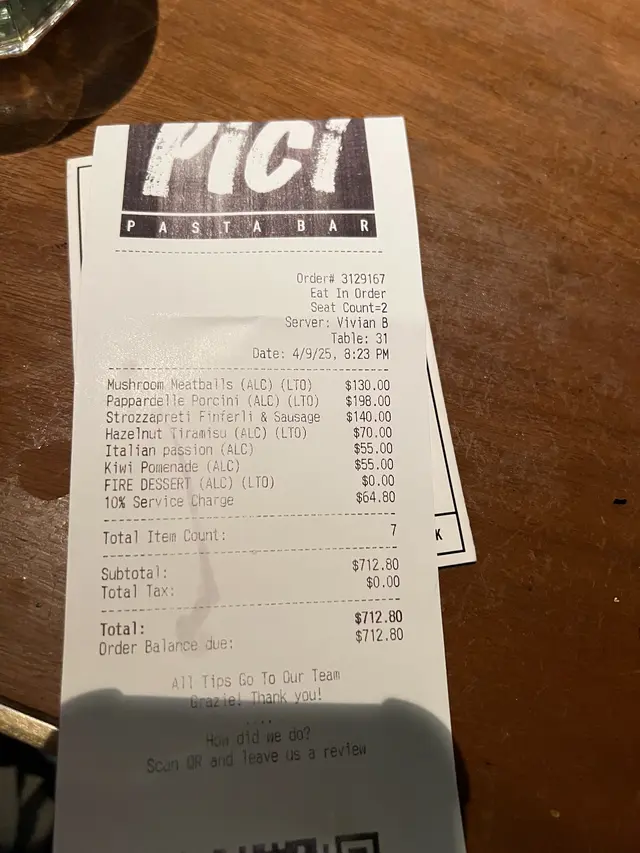 PICI
PASTA BAR
Order# 3129167
Eat In Order
Seat Count=2
Server: Vivian B
Table: 31
Date: 4/9/25, 8:23 PM
Mushroom Meatballs (ALC) (LTO) $130.00
Pappardelle Porcini (ALC) (LTO) $198.00
Strozzapreti Finferli & Sausage $140.00
Hazelnut Tiramisu (ALC) (LTO) $70.00
Italian passion (ALC) $55.00
Kiwi Pomenade (ALC) $55.00
FIRE DESSERT (ALC) (LTO) $0.00
10% Service Charge $64.80
Total Item Count: 7
Subtotal: $712.80
Total Tax: $0.00
Total: $712.80
Order Balance due: $712.80
All Tips Go To Our Team
Grazie! Thank you!
....
How did we do?
Scan QR and leave us a review
K